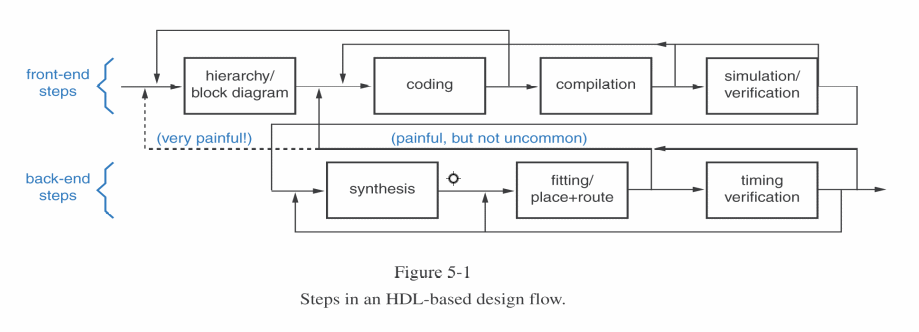 front-end
steps
hierarchy/
block diagram
coding
compilation
simulation/
verification
(very painful!)
(painful, but not uncommon)
back-end
steps
synthesis
fitting/
place+route
timing
verification
Figure 5-1
Steps in an HDL-based design flow.